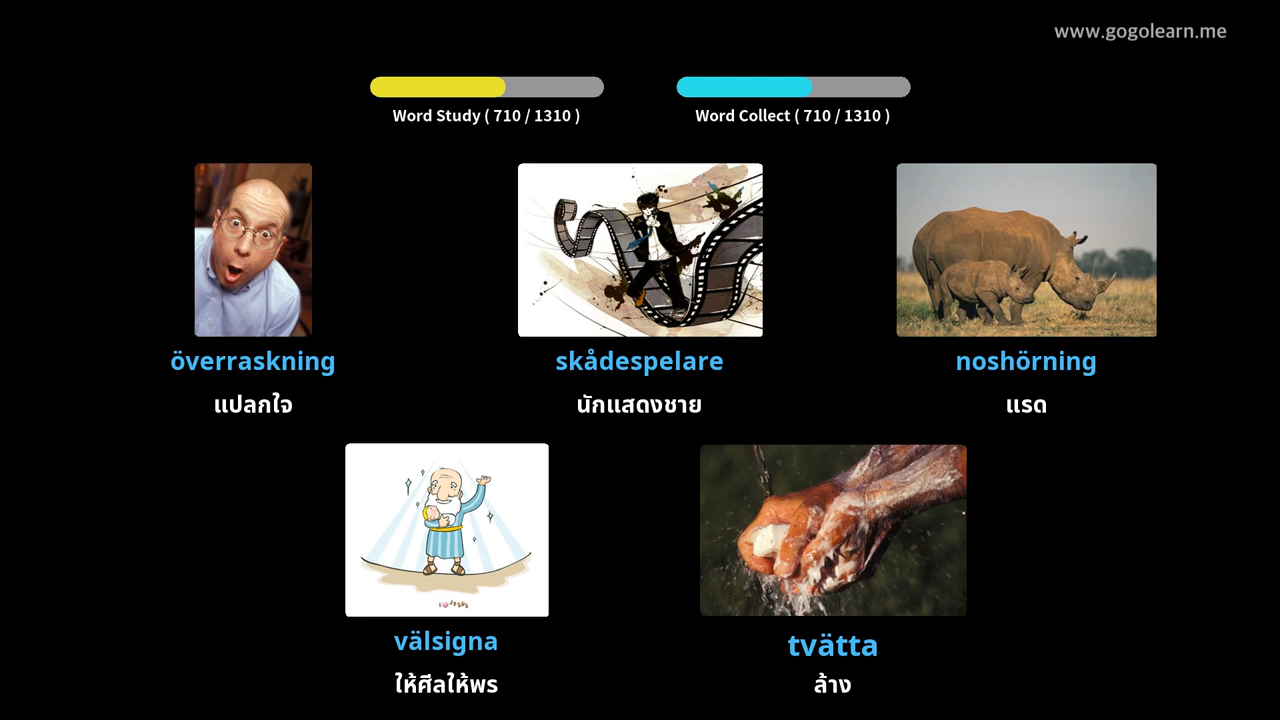 www.gogolearn.me
Word Study ( 710 / 1310 )
Word Collect ( 710 / 1310 )
överraskning
skådespelare
noshörning
แปลกใจ
นักแสดงชาย
แรด
I JESUS
välsigna
tvätta
ให้ศีลให้พร
ล้าง